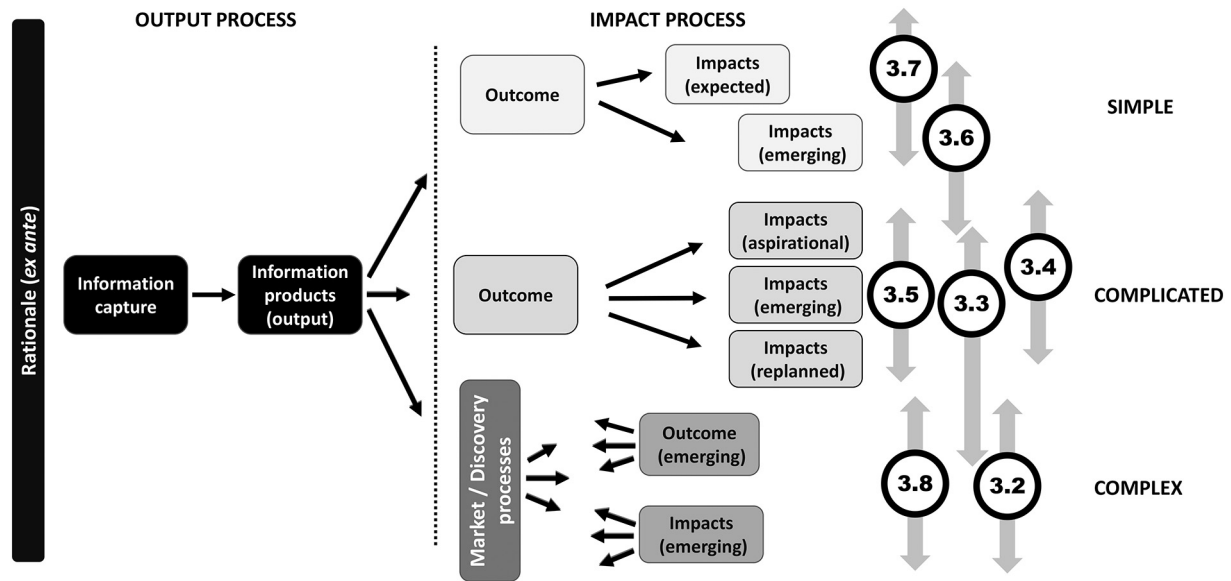 OUTPUT PROCESS
IMPACT PROCESS
Rationale (ex ante)
Information
capture
Information
products
(output)
Outcome
Impacts
(expected)
Impacts
(emerging)
3.7
3.6
SIMPLE
Outcome
Impacts
(aspirational)
Impacts
(emerging)
Impacts
(replanned)
3.5
3.3
3.4
COMPLICATED
Market / Discovery
processes
Outcome
(emerging)
Impacts
(emerging)
3.8
3.2
COMPLEX